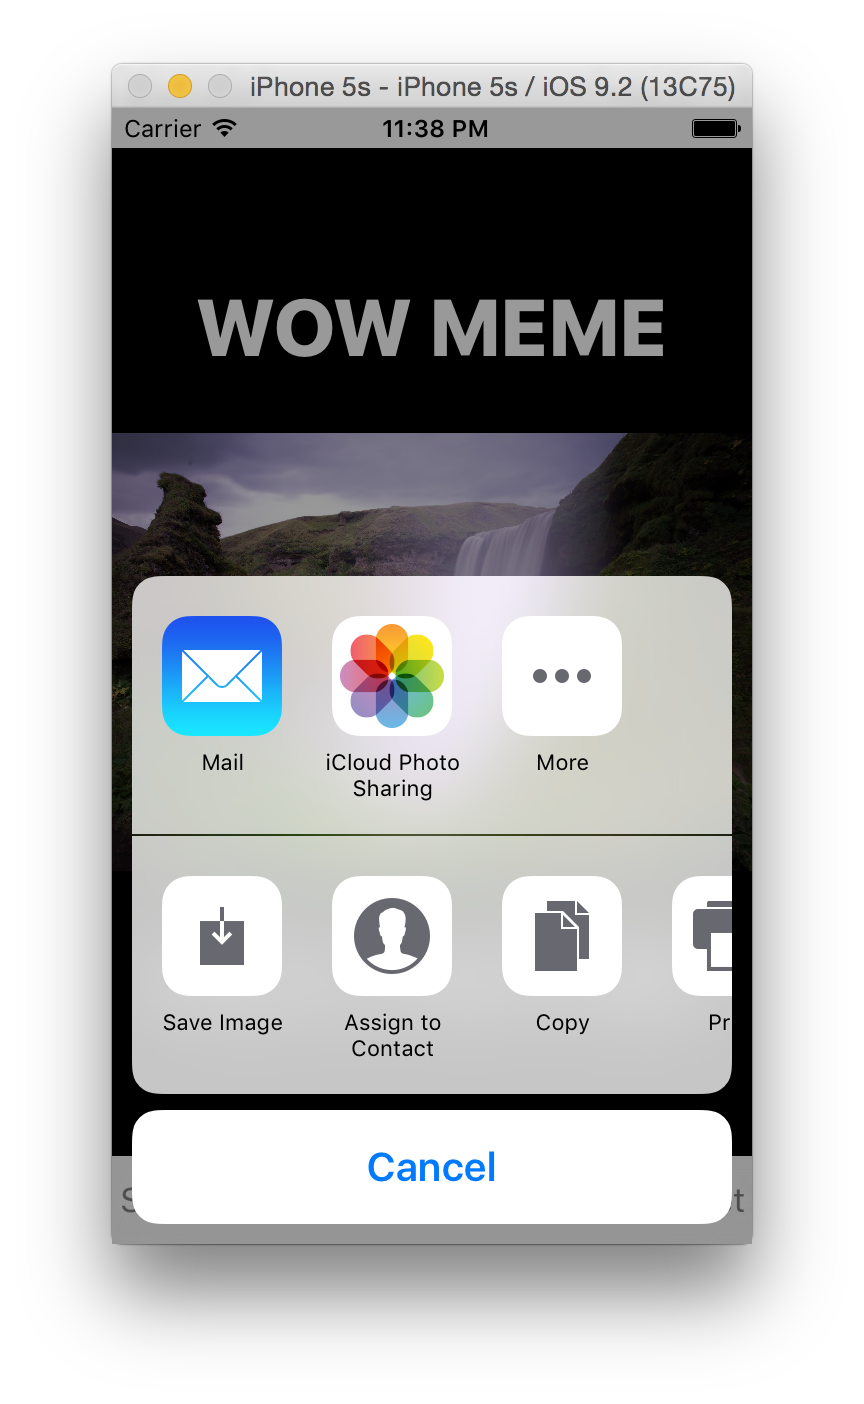 iPhone 5s - iPhone 5s / iOS 9.2 (13C75)
Carrier 11:38 PM
WOW MEME
Mail
iCloud Photo
Sharing
More
Save Image
Assign to
Contact
Copy
Pr
Cancel